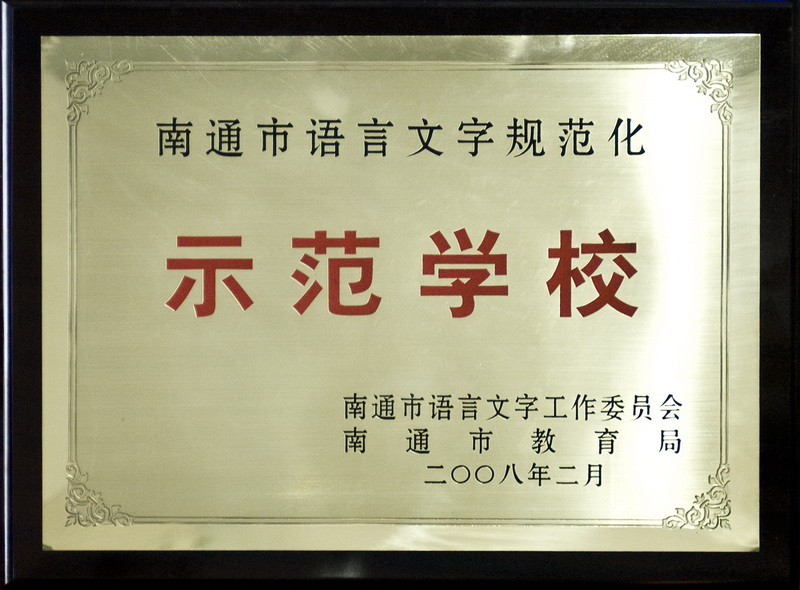 南通市语言文字规范化
示范学校
南通市语言文字工作委员会
南通市教育局
二〇〇八年二月